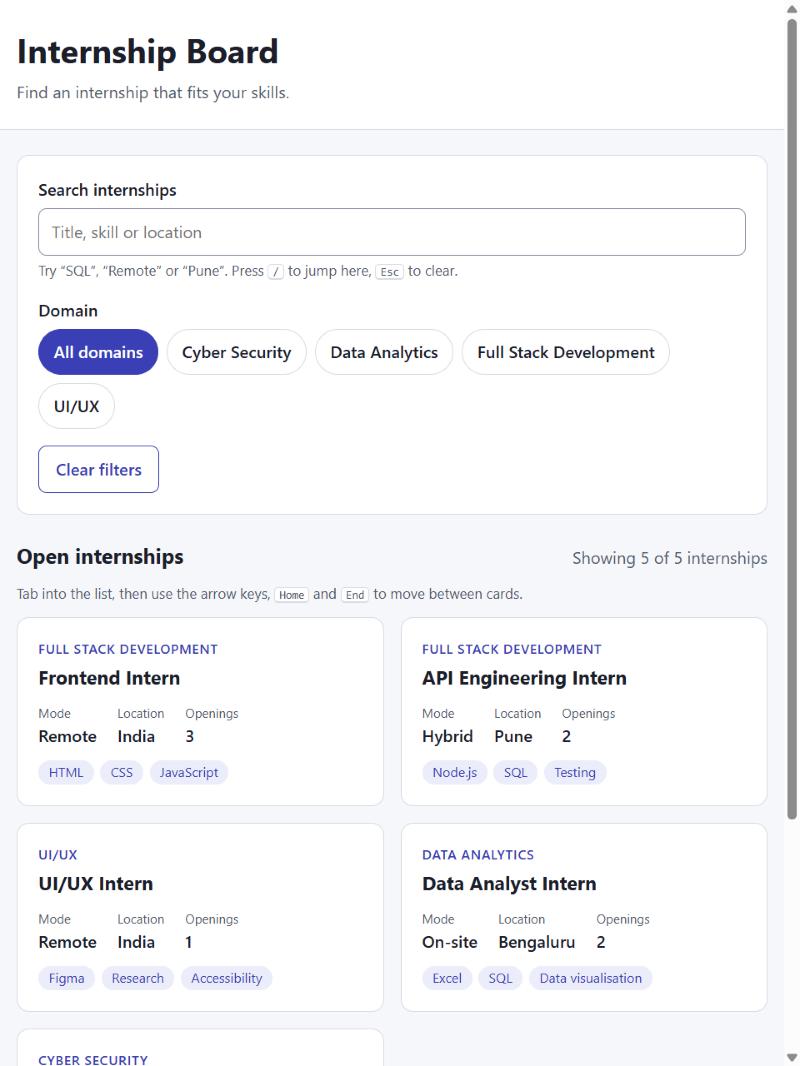 Internship Board
Find an internship that fits your skills.
Search internships
Title, skill or location
Try “SQL”, “Remote” or “Pune”. Press / to jump here, Esc to clear.
Domain
All domains Cyber Security Data Analytics Full Stack Development
UI/UX
Clear filters
Open internships Showing 5 of 5 internships
Tab into the list, then use the arrow keys, Home and End to move between cards.
FULL STACK DEVELOPMENT
Frontend Intern
Mode Location Openings
Remote India 3
HTML CSS JavaScript
FULL STACK DEVELOPMENT
API Engineering Intern
Mode Location Openings
Hybrid Pune 2
Node.js SQL Testing
UI/UX
UI/UX Intern
Mode Location Openings
Remote India 1
Figma Research Accessibility
DATA ANALYTICS
Data Analyst Intern
Mode Location Openings
On-site Bengaluru 2
Excel SQL Data visualisation
CYBER SECURITY